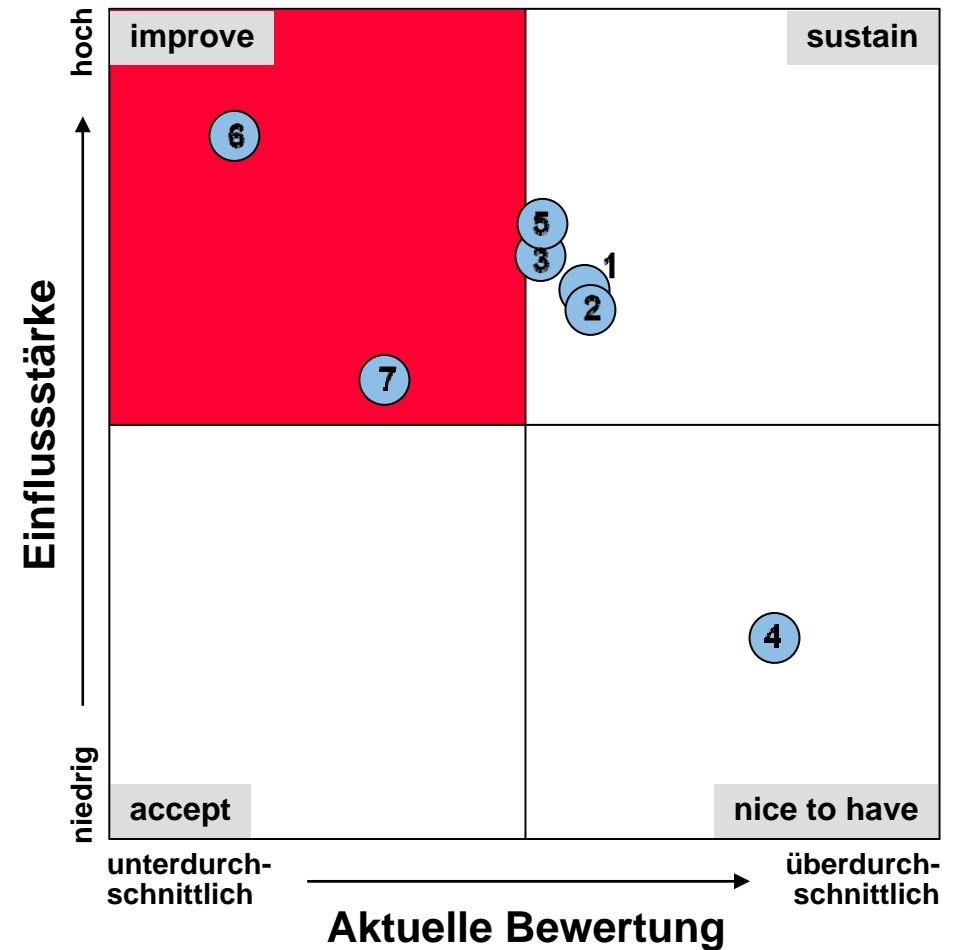 hoch
improve
sustain
6
5
3
1
2
7
Einflussstärke
4
niedrig
accept
nice to have
unterdurch-
schnittlich
überdurch-
schnittlich
Aktuelle Bewertung